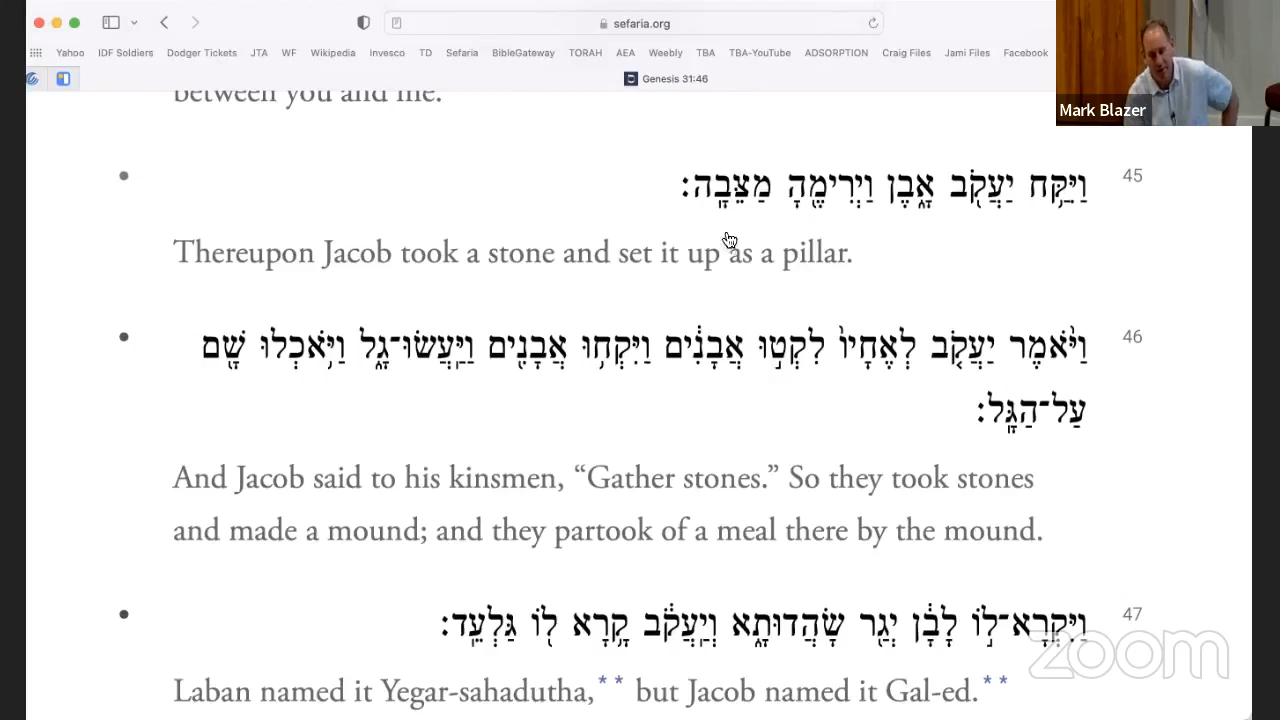 sefaria.org
Yahoo IDF Soldiers Dodger Tickets JTA WF Wikipedia Invesco TD Sefaria BibleGateway TORAH AEA Weebly TBA TBA-YouTube ADSORPTION Craig Files Jami Files Facebook
Genesis 31:46
Mark Blazer
between you and me.
45
וַיִּקַּ֥ח יַעֲקֹ֖ב אָ֑בֶן וַיְרִימֶ֖הָ מַצֵּבָֽה׃
Thereupon Jacob took a stone and set it up as a pillar.
46
וַיֹּ֨אמֶר יַעֲקֹ֤ב לְאֶחָיו֙ לִקְט֣וּ אֲבָנִ֔ים וַיִּקְח֥וּ אֲבָנִ֖ים וַיַּֽעֲשׂוּ־גָ֑ל וַיֹּ֥אכְלוּ שָׁ֖ם
עַל־הַגָּֽל׃
And Jacob said to his kinsmen, “Gather stones.” So they took stones
and made a mound; and they partook of a meal there by the mound.
47
וַיִּקְרָא־ל֣וֹ לָבָ֔ן יְגַ֖ר שָׂהֲדוּתָ֑א וְיַֽעֲקֹ֔ב קָ֥רָא ל֖וֹ גַּלְעֵֽד׃
Laban named it Yegar-sahadutha,** but Jacob named it Gal-ed.**
zoom